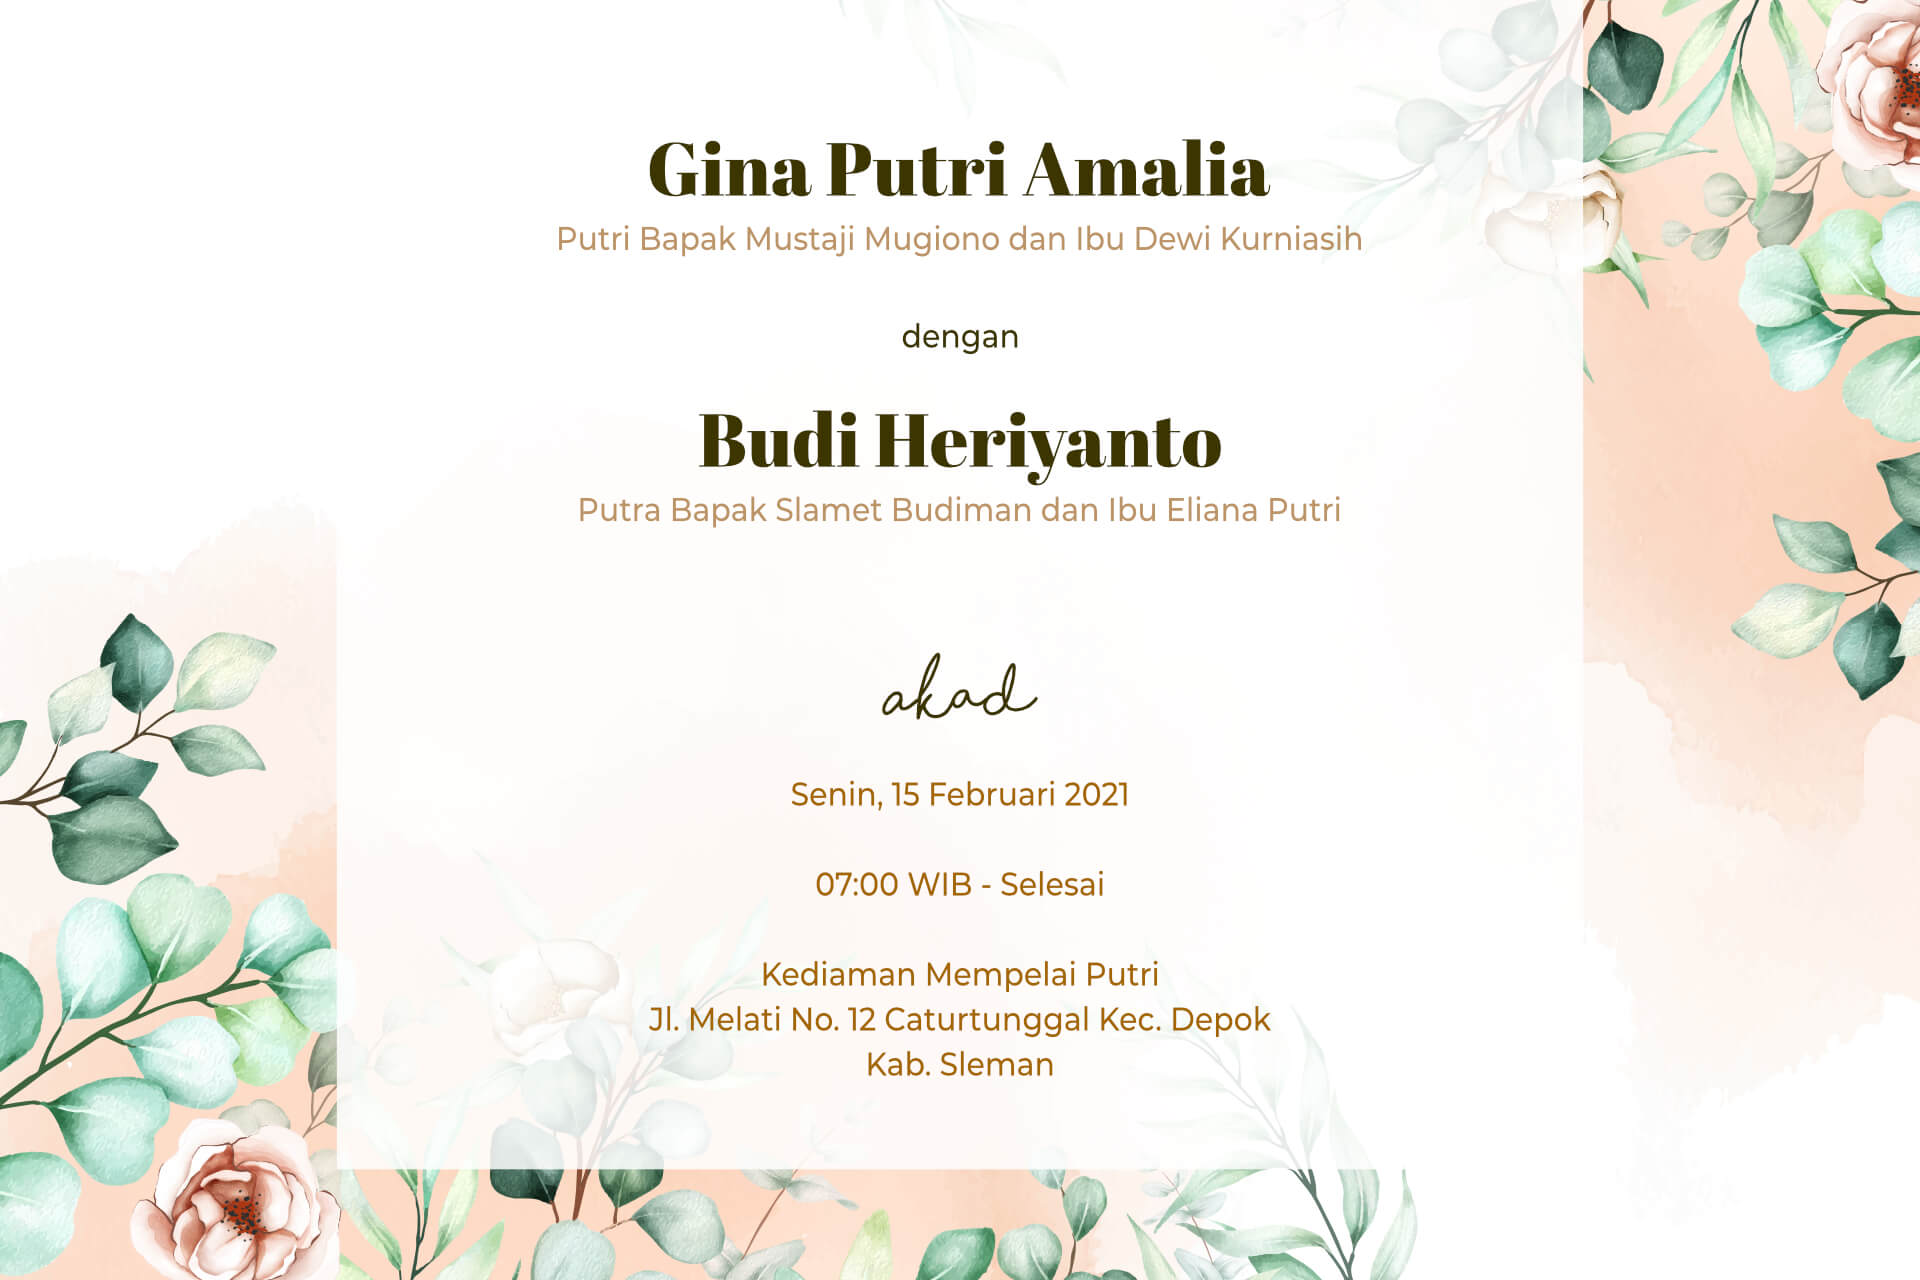 Gina Putri Amalia
Putri Bapak Mustaji Mugiono dan Ibu Dewi Kurniasih
dengan
Budi Heriyanto
Putra Bapak Slamet Budiman dan Ibu Eliana Putri
akad
Senin, 15 Februari 2021
07:00 WIB - Selesai
Kediaman Mempelai Putri
Jl. Melati No. 12 Caturtunggal Kec. Depok
Kab. Sleman